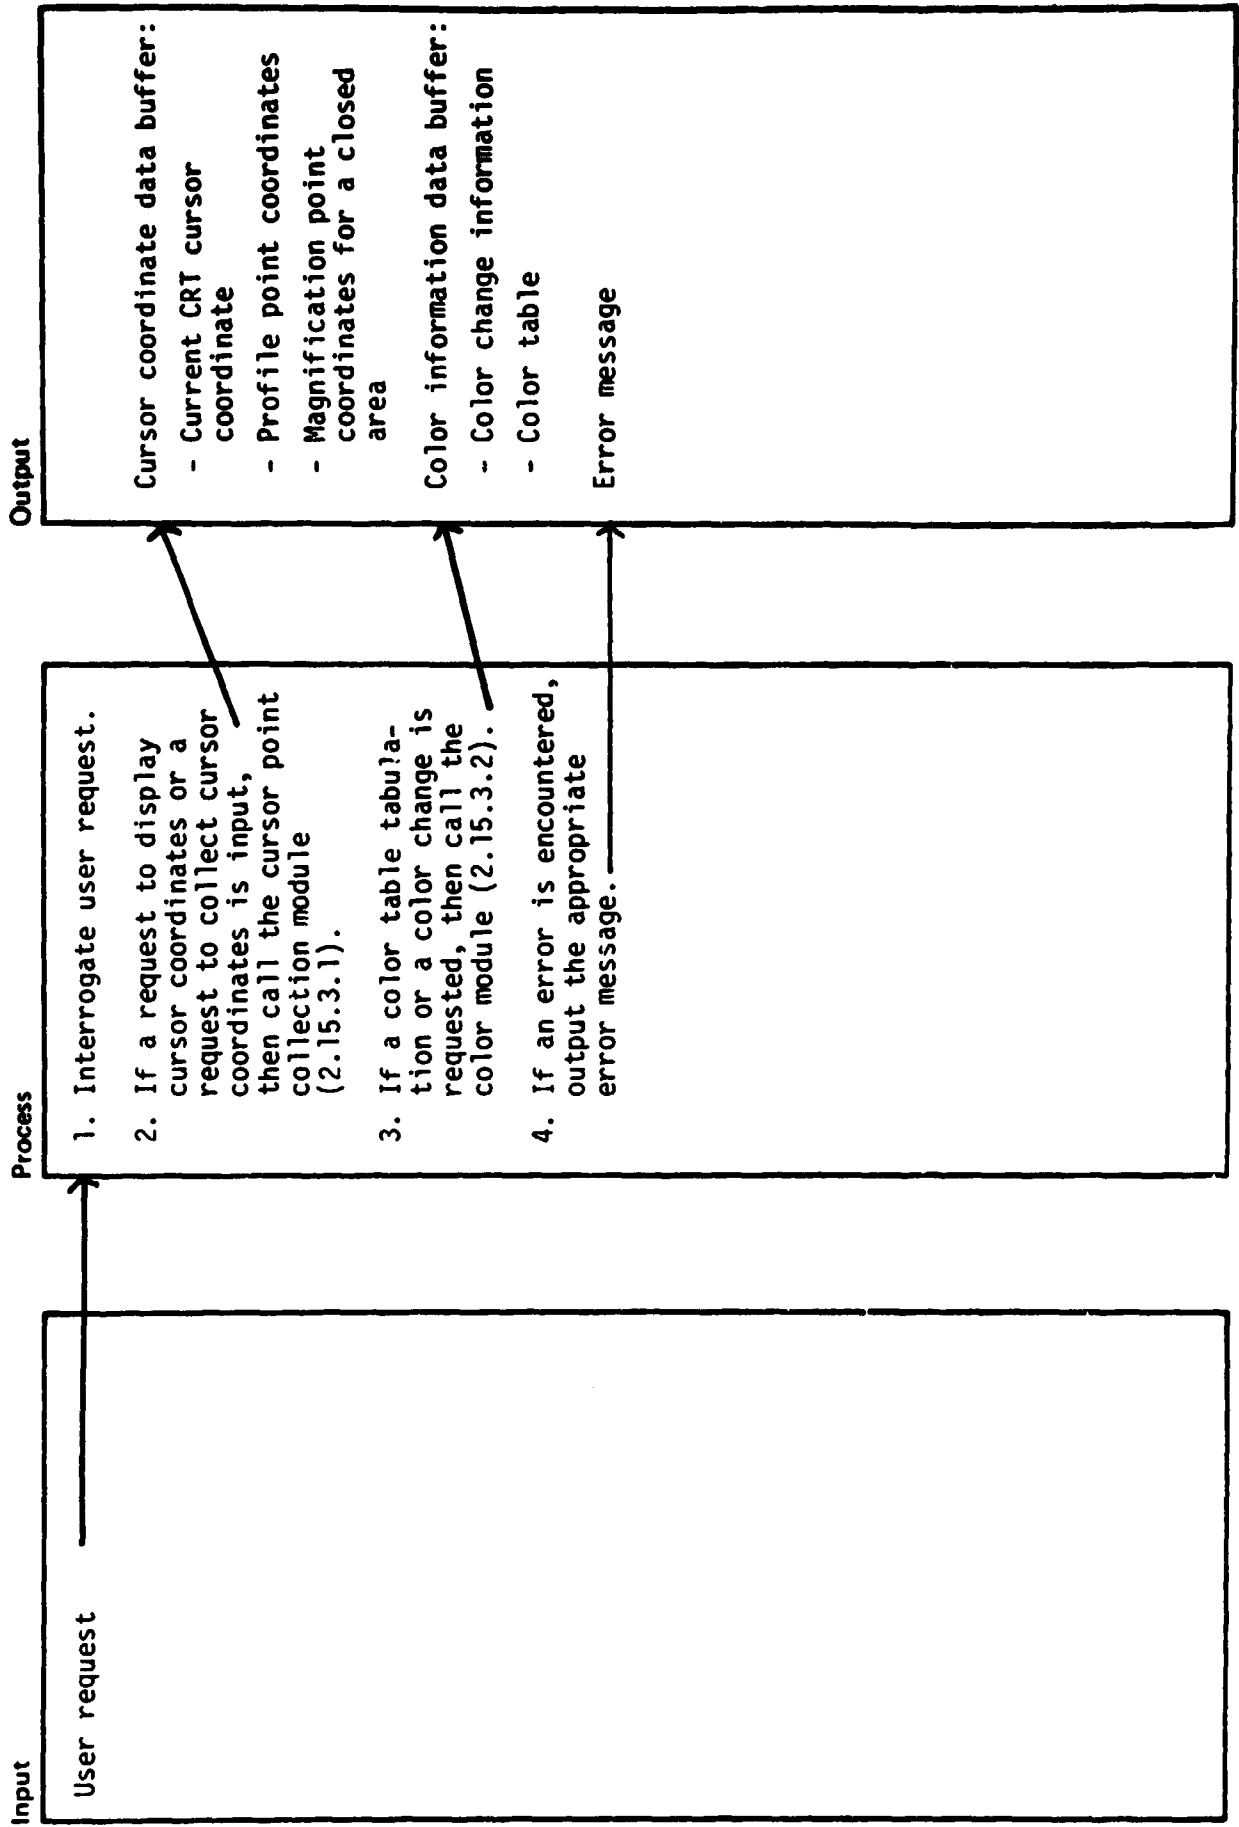 Input
User request
Process
1. Interrogate user request.
2. If a request to display
cursor coordinates or a
request to collect cursor
coordinates is input,
then call the cursor point
collection module
(2.15.3.1).
3. If a color table tabula-
tion or a color change is
requested, then call the
color module (2.15.3.2).
4. If an error is encountered,
output the appropriate
error message.
Output
Cursor coordinate data buffer:
- Current CRT cursor
coordinate
- Profile point coordinates
- Magnification point
coordinates for a closed
area
Color information data buffer:
- Color change information
- Color table
Error message